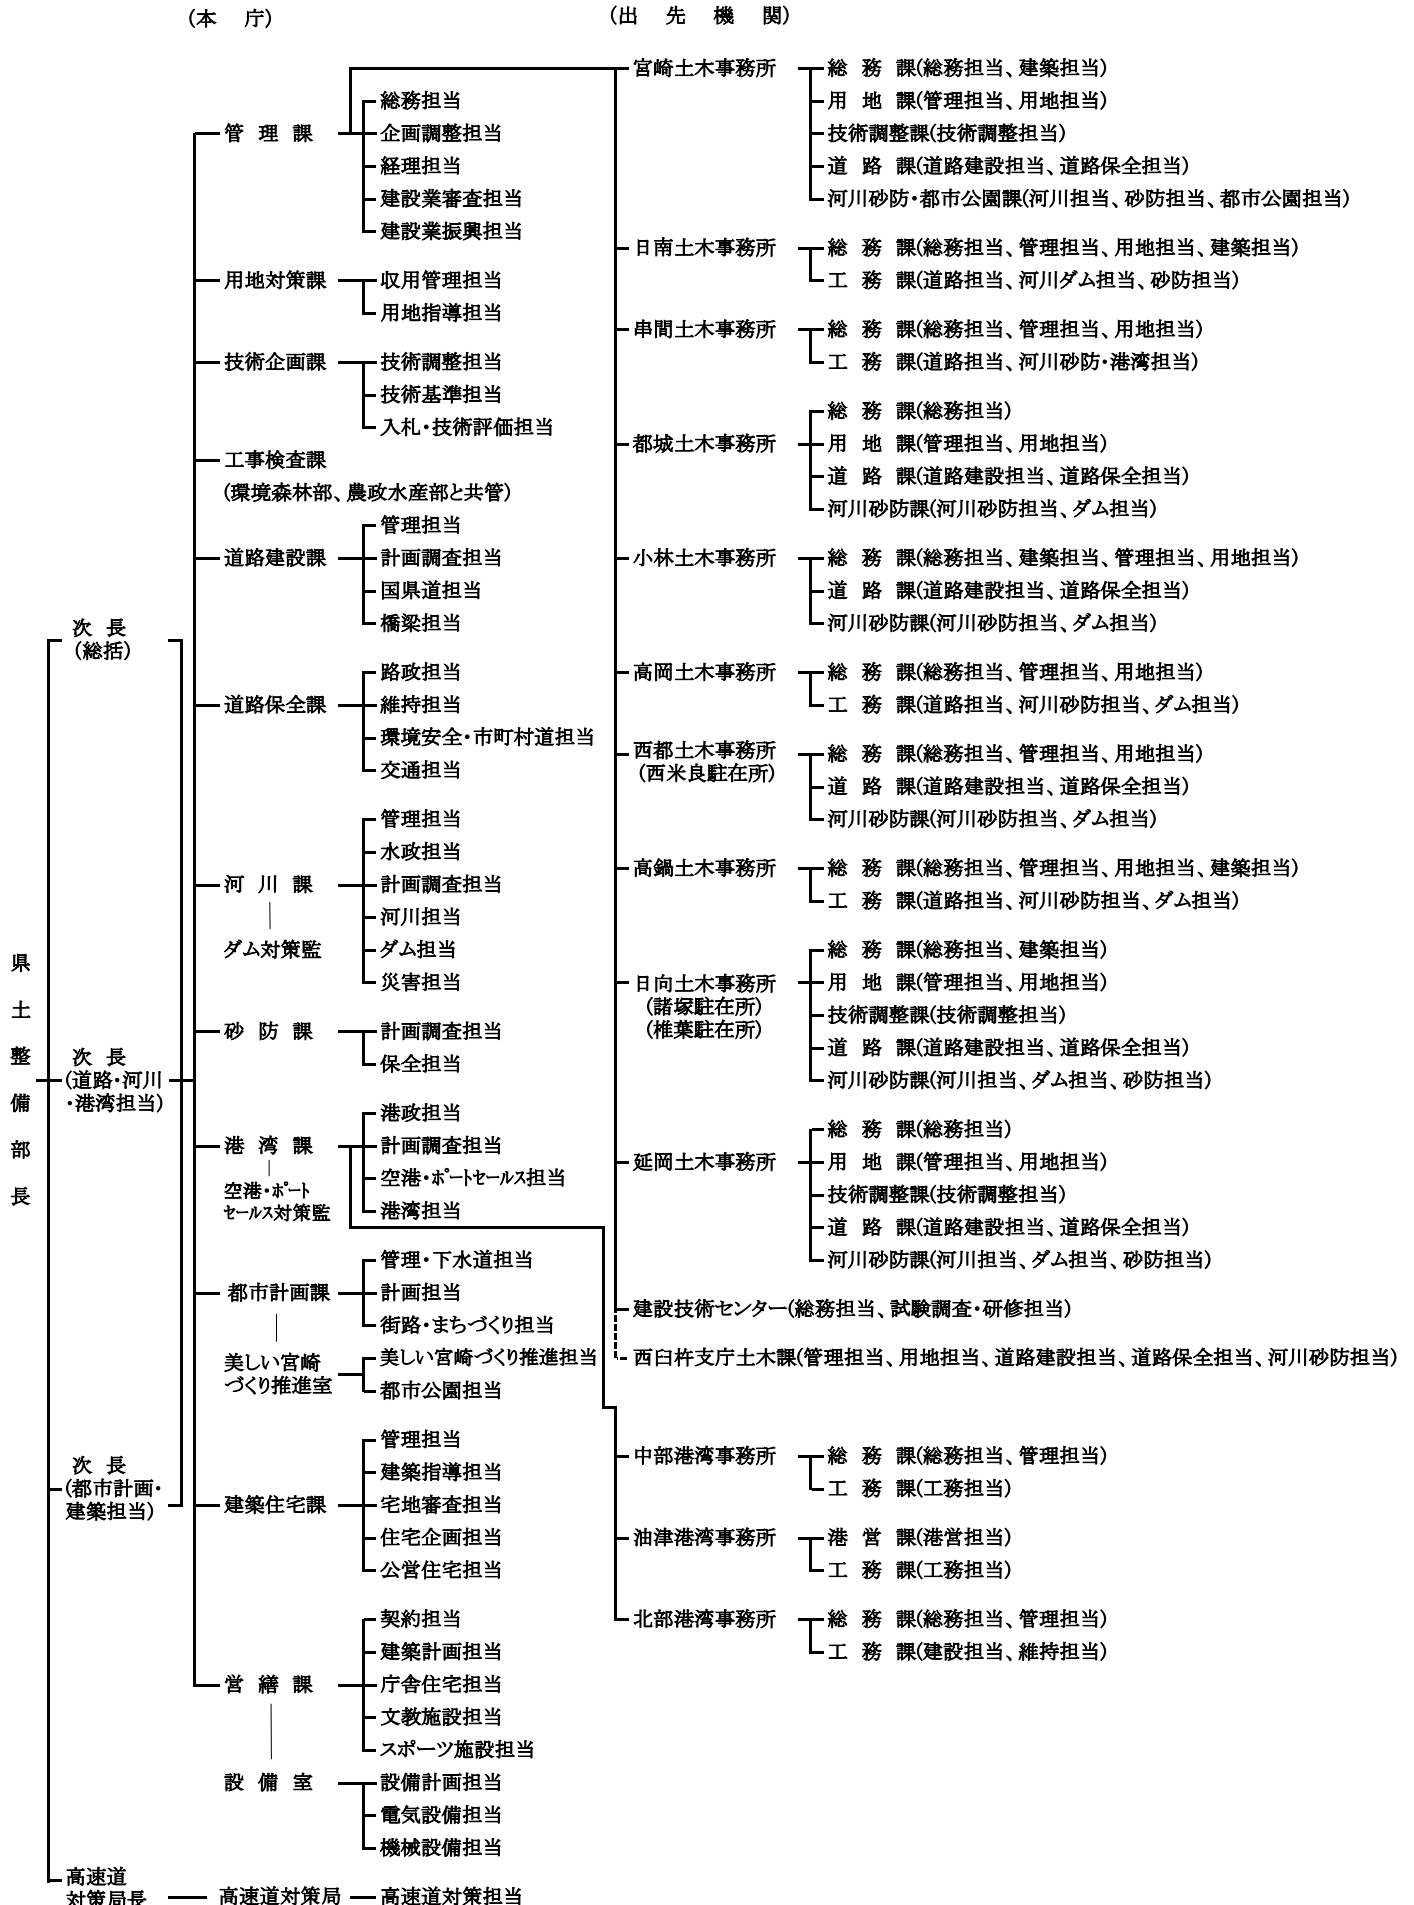 (本　庁)
(出　先　機　関)
県土整備部長
次 長
(総括)
次 長
(道路・河川
・港湾担当)
次 長
(都市計画・
建築担当)
高速道
対策局長
管 理 課
総務担当
企画調整担当
経理担当
建設業審査担当
建設業振興担当
用地対策課
収用管理担当
用地指導担当
技術企画課
技術調整担当
技術基準担当
入札・技術評価担当
工事検査課
(環境森林部、農政水産部と共管)
道路建設課
管理担当
計画調査担当
国県道担当
橋梁担当
道路保全課
路政担当
維持担当
環境安全・市町村道担当
交通担当
河 川 課
ダム対策監
管理担当
水政担当
計画調査担当
河川担当
ダム担当
災害担当
砂 防 課
計画調査担当
保全担当
港 湾 課
空港・ポート
セールス対策監
港政担当
計画調査担当
空港・ポートセールス担当
港湾担当
都市計画課
管理・下水道担当
計画担当
街路・まちづくり担当
美しい宮崎
づくり推進室
美しい宮崎づくり推進担当
都市公園担当
建築住宅課
管理担当
建築指導担当
宅地審査担当
住宅企画担当
公営住宅担当
営 繕 課
契約担当
建築計画担当
庁舎住宅担当
文教施設担当
スポーツ施設担当
設 備 室
設備計画担当
電気設備担当
機械設備担当
高速道対策局
高速道対策担当
宮崎土木事務所
総 務 課(総務担当、建築担当)
用 地 課(管理担当、用地担当)
技術調整課(技術調整担当)
道 路 課(道路建設担当、道路保全担当)
河川砂防・都市公園課(河川担当、砂防担当、都市公園担当)
日南土木事務所
総 務 課(総務担当、管理担当、用地担当、建築担当)
工 務 課(道路担当、河川ダム担当、砂防担当)
串間土木事務所
総 務 課(総務担当、管理担当、用地担当)
工 務 課(道路担当、河川砂防・港湾担当)
都城土木事務所
総 務 課(総務担当)
用 地 課(管理担当、用地担当)
道 路 課(道路建設担当、道路保全担当)
河川砂防課(河川砂防担当、ダム担当)
小林土木事務所
総 務 課(総務担当、建築担当、管理担当、用地担当)
道 路 課(道路建設担当、道路保全担当)
河川砂防課(河川砂防担当、ダム担当)
高岡土木事務所
総 務 課(総務担当、管理担当、用地担当)
工 務 課(道路担当、河川砂防担当、ダム担当)
西都土木事務所
(西米良駐在所)
総 務 課(総務担当、管理担当、用地担当)
道 路 課(道路建設担当、道路保全担当)
河川砂防課(河川砂防担当、ダム担当)
高鍋土木事務所
総 務 課(総務担当、管理担当、用地担当、建築担当)
工 務 課(道路担当、河川砂防担当、ダム担当)
日向土木事務所
(諸塚駐在所)
(椎葉駐在所)
総 務 課(総務担当、建築担当)
用 地 課(管理担当、用地担当)
技術調整課(技術調整担当)
道 路 課(道路建設担当、道路保全担当)
河川砂防課(河川担当、ダム担当、砂防担当)
延岡土木事務所
総 務 課(総務担当)
用 地 課(管理担当、用地担当)
技術調整課(技術調整担当)
道 路 課(道路建設担当、道路保全担当)
河川砂防課(河川担当、ダム担当、砂防担当)
建設技術センター(総務担当、試験調査・研修担当)
西臼杵支庁土木課(管理担当、用地担当、道路建設担当、道路保全担当、河川砂防担当)
中部港湾事務所
総 務 課(総務担当、管理担当)
工 務 課(工務担当)
油津港湾事務所
港 営 課(港営担当)
工 務 課(工務担当)
北部港湾事務所
総 務 課(総務担当、管理担当)
工 務 課(建設担当、維持担当)